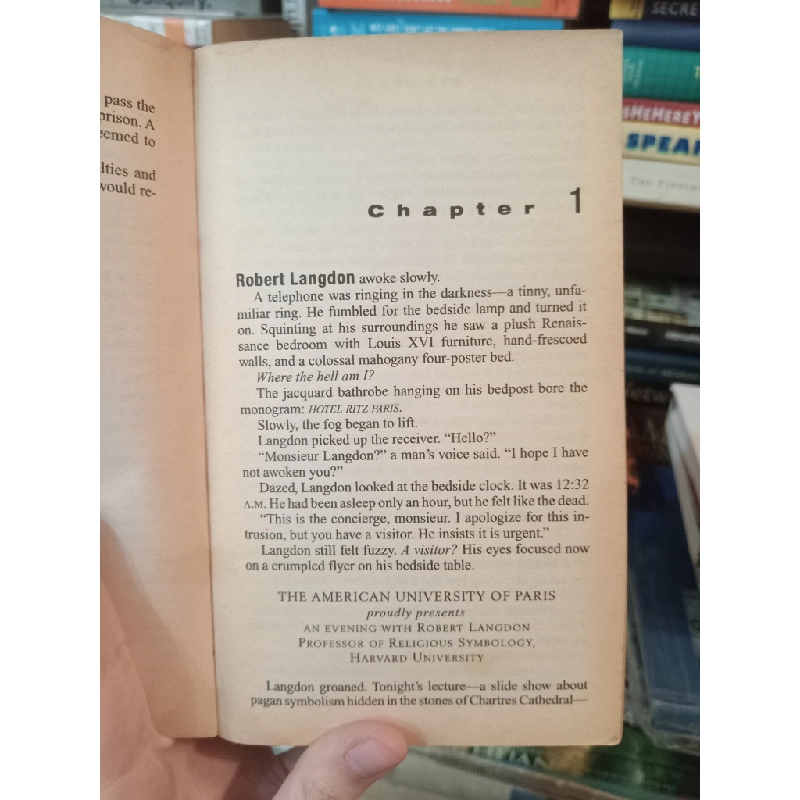 SECRE
SHEHEREY
SPEA
pass the
prison. A
eemed to
lties and
would re-
Chapter 1
Robert Langdon awoke slowly.
A telephone was ringing in the darkness—a tinny, unfa-
miliar ring. He fumbled for the bedside lamp and turned it
on. Squinting at his surroundings he saw a plush Renais-
sance bedroom with Louis XVI furniture, hand-frescoed
walls, and a colossal mahogany four-poster bed.
Where the hell am I?
The jacquard bathrobe hanging on his bedpost bore the
monogram: HOTEL RITZ PARIS.
Slowly, the fog began to lift.
Langdon picked up the receiver. “Hello?”
“Monsieur Langdon?” a man’s voice said. “I hope I have
not awoken you?”
Dazed, Langdon looked at the bedside clock. It was 12:32
A.M. He had been asleep only an hour, but he felt like the dead.
“This is the concierge, monsieur. I apologize for this in-
trusion, but you have a visitor. He insists it is urgent.”
Langdon still felt fuzzy. A visitor? His eyes focused now
on a crumpled flyer on his bedside table.
THE AMERICAN UNIVERSITY OF PARIS
proudly presents
AN EVENING WITH ROBERT LANGDON
PROFESSOR OF RELIGIOUS SYMBOLOGY,
HARVARD UNIVERSITY
Langdon groaned. Tonight’s lecture—a slide show about
pagan symbolism hidden in the stones of Chartres Cathedral—